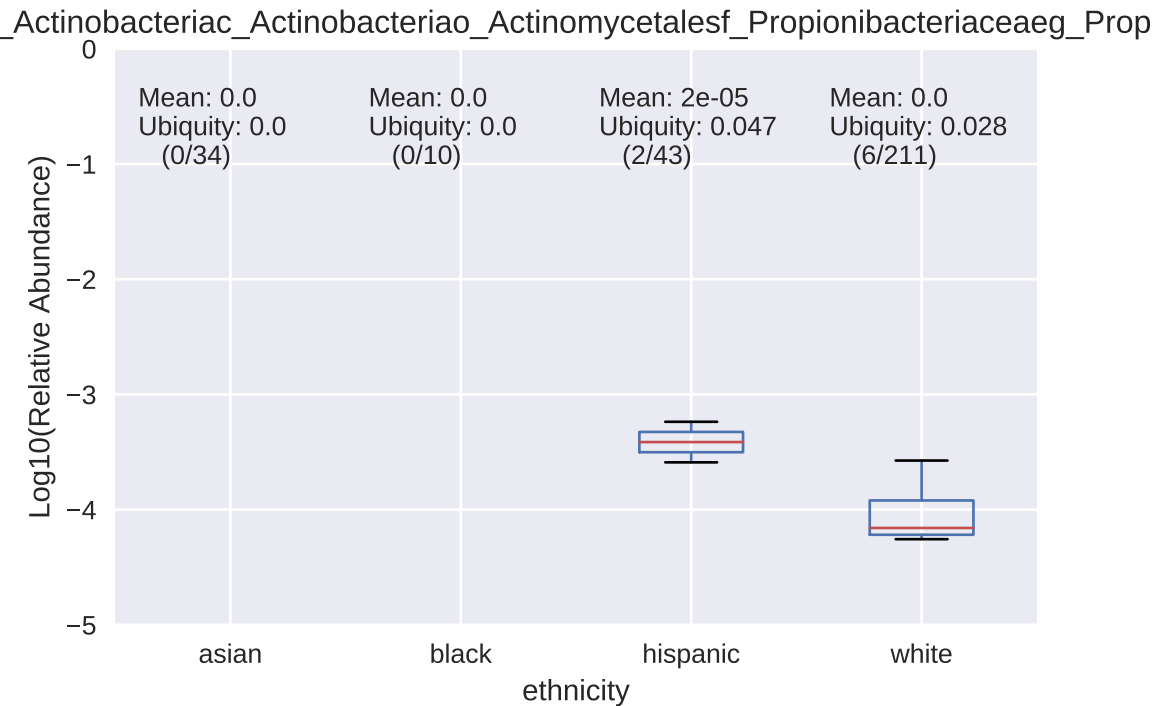 _Actinobacteriac_Actinobacteriao_Actinomycetalesf_Propionibacteriaceaeg_Prop
0
Mean: 0.0 Mean: 0.0 Mean: 2e-05 Mean: 0.0
Ubiquity: 0.0 Ubiquity: 0.0 Ubiquity: 0.047 Ubiquity: 0.028
(0/34) (0/10) (2/43) (6/211)
−1
−2
−3
−4
−5
Log10(Relative Abundance)
asian black hispanic white
ethnicity